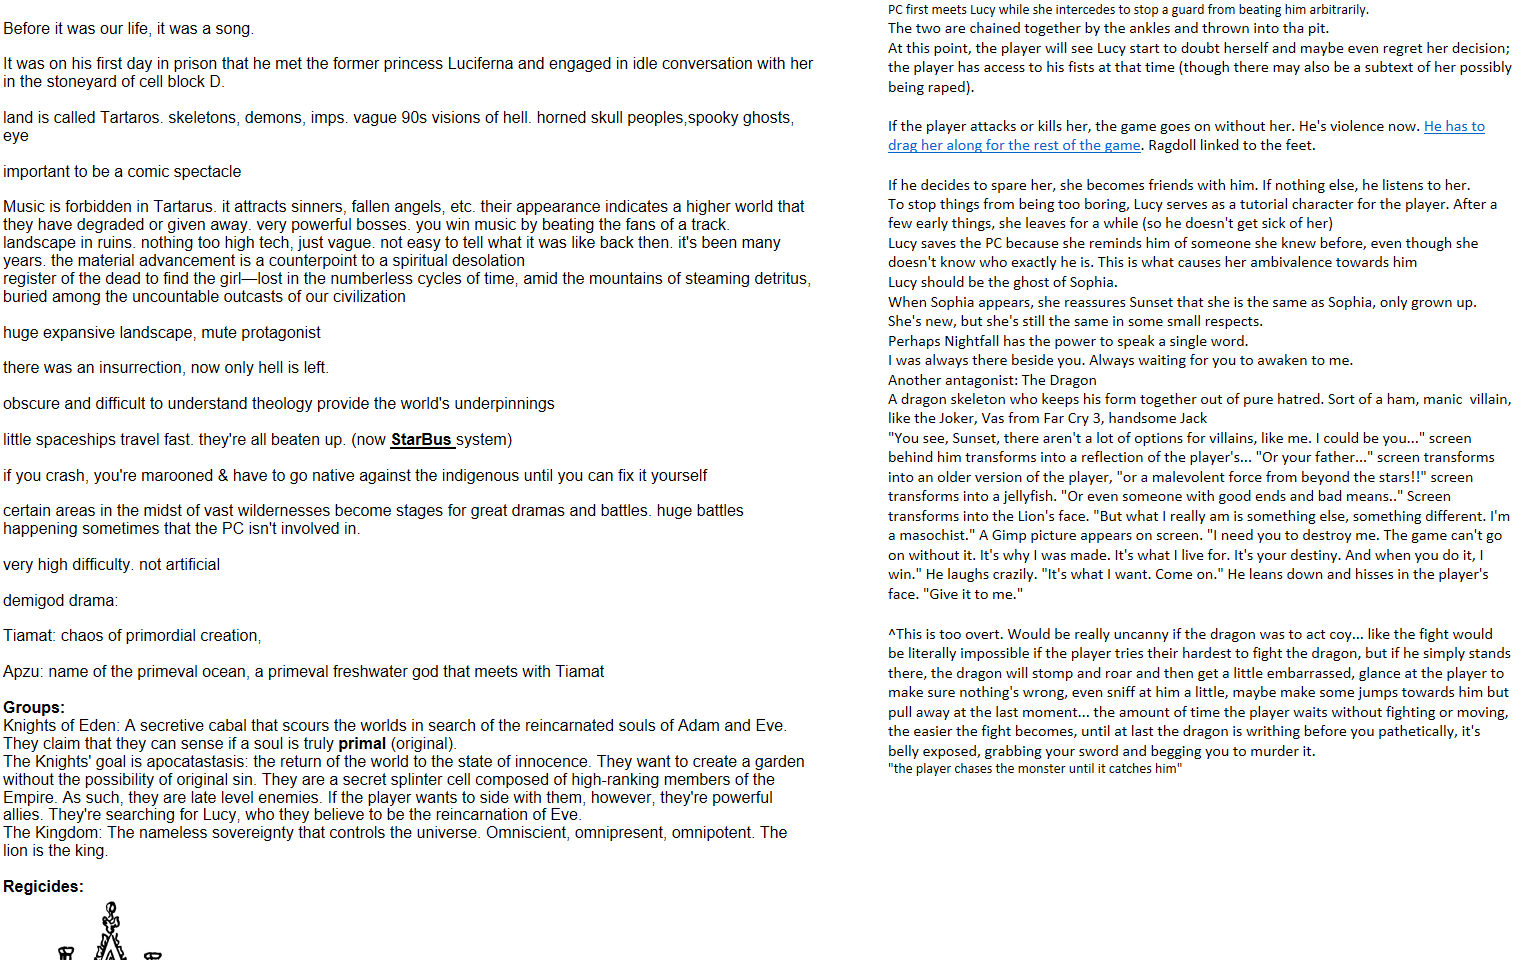 Before it was our life, it was a song.
It was on his first day in prison that he met the former princess Luciferna and engaged in idle conversation with her
in the stoneyard of cell block D.
land is called Tartaros. skeletons, demons, imps. vague 90s visions of hell. horned skull peoples,spooky ghosts,
eye
important to be a comic spectacle
Music is forbidden in Tartarus. it attracts sinners, fallen angels, etc. their appearance indicates a higher world that
they have degraded or given away. very powerful bosses. you win music by beating the fans of a track.
landscape in ruins. nothing too high tech, just vague. not easy to tell what it was like back then. it's been many
years. the material advancement is a counterpoint to a spiritual desolation
register of the dead to find the girl—lost in the numberless cycles of time, amid the mountains of steaming detritus,
buried among the uncountable outcasts of our civilization
huge expansive landscape, mute protagonist
there was an insurrection, now only hell is left.
obscure and difficult to understand theology provide the world's underpinnings
little spaceships travel fast. they're all beaten up. (now StarBus system)
if you crash, you're marooned & have to go native against the indigenous until you can fix it yourself
certain areas in the midst of vast wildernesses become stages for great dramas and battles. huge battles
happening sometimes that the PC isn't involved in.
very high difficulty. not artificial
demigod drama:
Tiamat: chaos of primordial creation,
Apzu: name of the primeval ocean, a primeval freshwater god that meets with Tiamat
Groups:
Knights of Eden: A secretive cabal that scours the worlds in search of the reincarnated souls of Adam and Eve.
They claim that they can sense if a soul is truly primal (original).
The Knights' goal is apocatastasis: the return of the world to the state of innocence. They want to create a garden
without the possibility of original sin. They are a secret splinter cell composed of high-ranking members of the
Empire. As such, they are late level enemies. If the player wants to side with them, however, they're powerful
allies. They're searching for Lucy, who they believe to be the reincarnation of Eve.
The Kingdom: The nameless sovereignty that controls the universe. Omniscient, omnipresent, omnipotent. The
lion is the king.
Regicides:
PC first meets Lucy while she intercedes to stop a guard from beating him arbitrarily.
The two are chained together by the ankles and thrown into tha pit.
At this point, the player will see Lucy start to doubt herself and maybe even regret her decision;
the player has access to his fists at that time (though there may also be a subtext of her possibly
being raped).
If the player attacks or kills her, the game goes on without her. He's violence now. He has to
drag her along for the rest of the game. Ragdoll linked to the feet.
If he decides to spare her, she becomes friends with him. If nothing else, he listens to her.
To stop things from being too boring, Lucy serves as a tutorial character for the player. After a
few early things, she leaves for a while (so he doesn't get sick of her)
Lucy saves the PC because she reminds him of someone she knew before, even though she
doesn't know who exactly he is. This is what causes her ambivalence towards him
Lucy should be the ghost of Sophia.
When Sophia appears, she reassures Sunset that she is the same as Sophia, only grown up.
She's new, but she's still the same in some small respects.
Perhaps Nightfall has the power to speak a single word.
I was always there beside you. Always waiting for you to awaken to me.
Another antagonist: The Dragon
A dragon skeleton who keeps his form together out of pure hatred. Sort of a ham, manic villain,
like the Joker, Vas from Far Cry 3, handsome Jack
"You see, Sunset, there aren't a lot of options for villains, like me. I could be you..." screen
behind him transforms into a reflection of the player's... "Or your father..." screen transforms
into an older version of the player, "or a malevolent force from beyond the stars!!" screen
transforms into a jellyfish. "Or even someone with good ends and bad means.." Screen
transforms into the Lion's face. "But what I really am is something else, something different. I'm
a masochist." A Gimp picture appears on screen. "I need you to destroy me. The game can't go
on without it. It's why I was made. It's what I live for. It's your destiny. And when you do it, I
win." He laughs crazily. "It's what I want. Come on." He leans down and hisses in the player's
face. "Give it to me."
^This is too overt. Would be really uncanny if the dragon was to act coy... like the fight would
be literally impossible if the player tries their hardest to fight the dragon, but if he simply stands
there, the dragon will stomp and roar and then get a little embarrassed, glance at the player to
make sure nothing's wrong, even sniff at him a little, maybe make some jumps towards him but
pull away at the last moment... the amount of time the player waits without fighting or moving,
the easier the fight becomes, until at last the dragon is writhing before you pathetically, it's
belly exposed, grabbing your sword and begging you to murder it.
"the player chases the monster until it catches him"